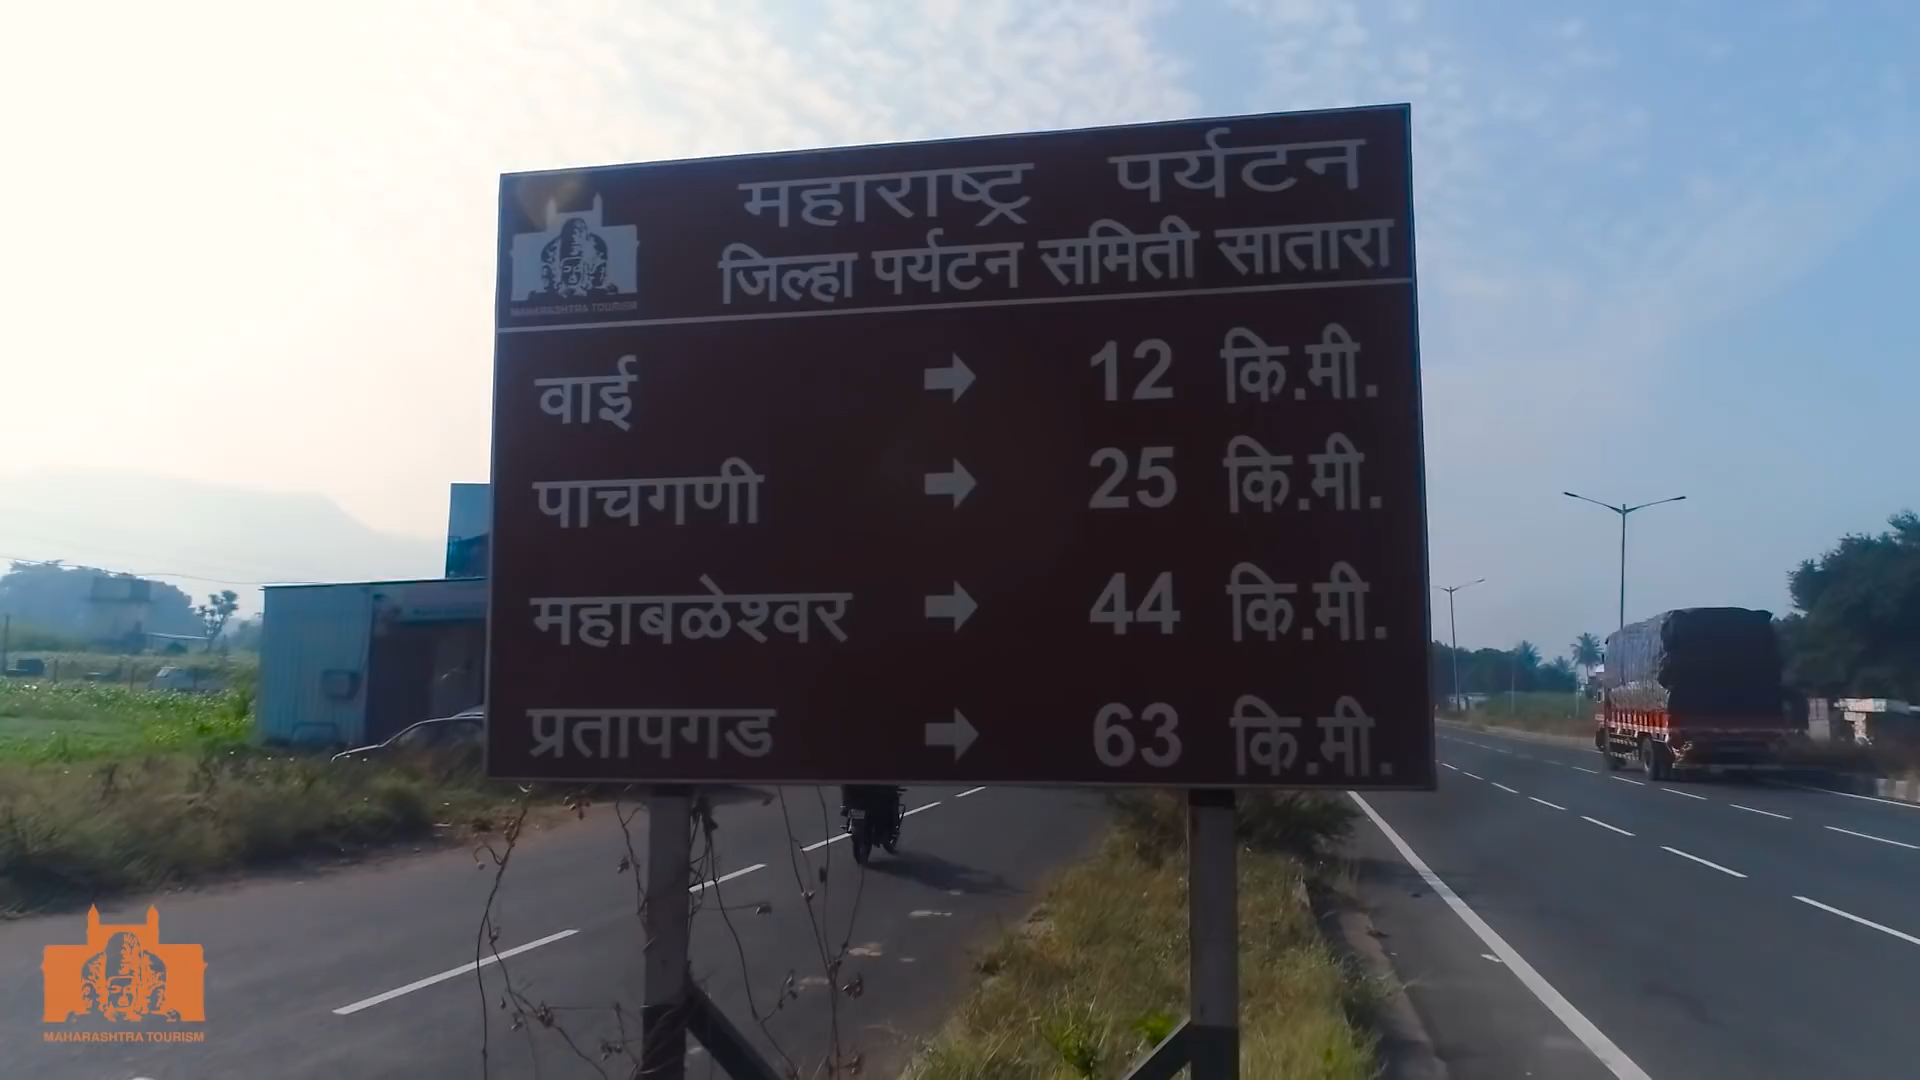 महाराष्ट्र पर्यटन
जिल्हा पर्यटन समिती सातारा
MAHARASHTRA TOURISM
वाई → 12 कि.मी.
पाचगणी → 25 कि.मी.
महाबळेश्वर → 44 कि.मी.
प्रतापगड → 63 कि.मी.
MAHARASHTRA TOURISM